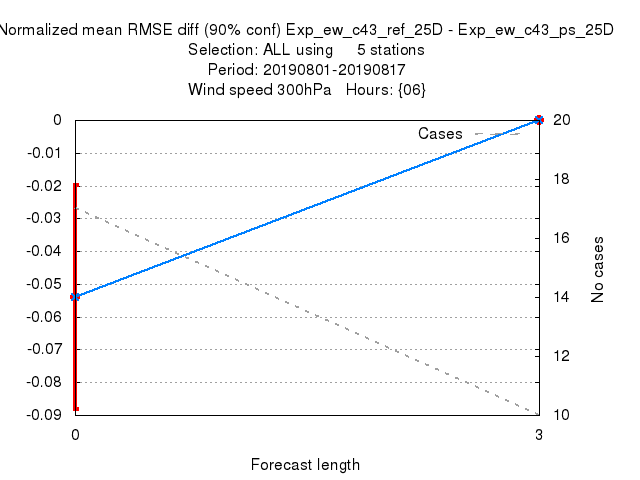 Normalized mean RMSE diff (90% conf) Exp_ew_c43_ref_25D - Exp_ew_c43_ps_25D
Selection: ALL using 5 stations
Period: 20190801-20190817
Wind speed 300hPa Hours: {06}
0
-0.01
-0.02
-0.03
-0.04
-0.05
-0.06
-0.07
-0.08
-0.09
Cases
20
18
16
14
12
10
No cases
0
3
Forecast length